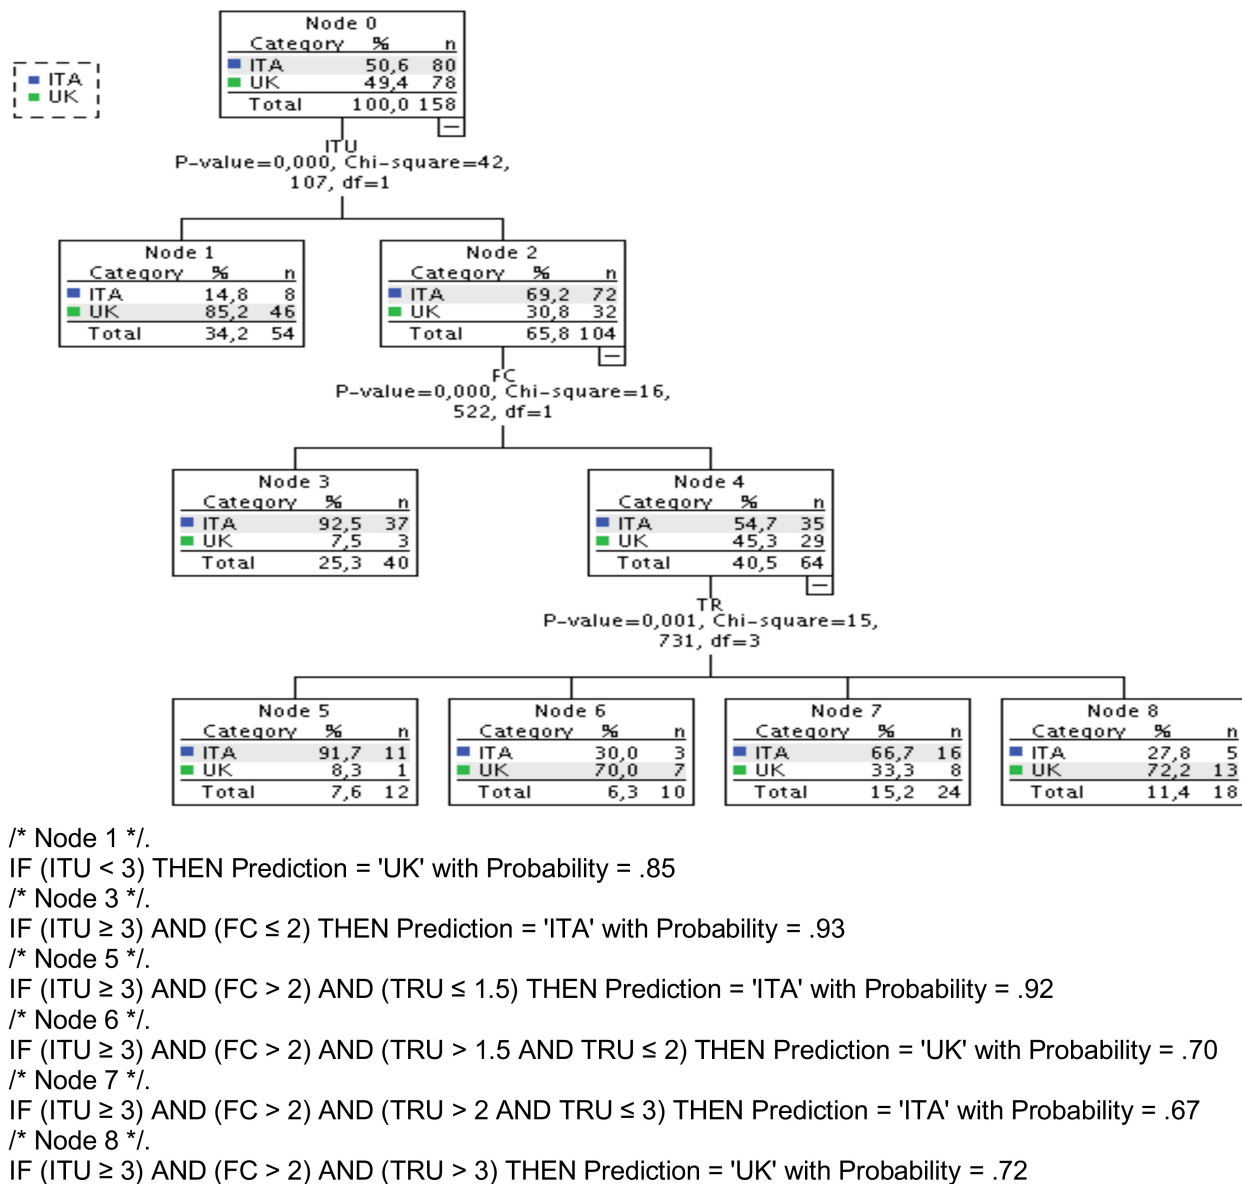 Node 0
Category % n
ITA 50,6 80
UK 49,4 78
Total 100,0 158
ITA
UK
ITU
P-value=0,000, Chi-square=42,
107, df=1
Node 1
Category % n
ITA 14,8 8
UK 85,2 46
Total 34,2 54
Node 2
Category % n
ITA 69,2 72
UK 30,8 32
Total 65,8 104
FC
P-value=0,000, Chi-square=16,
522, df=1
Node 3
Category % n
ITA 92,5 37
UK 7,5 3
Total 25,3 40
Node 4
Category % n
ITA 54,7 35
UK 45,3 29
Total 40,5 64
TR
P-value=0,001, Chi-square=15,
731, df=3
Node 5
Category % n
ITA 91,7 11
UK 8,3 1
Total 7,6 12
Node 6
Category % n
ITA 30,0 3
UK 70,0 7
Total 6,3 10
Node 7
Category % n
ITA 66,7 16
UK 33,3 8
Total 15,2 24
Node 8
Category % n
ITA 27,8 5
UK 72,2 13
Total 11,4 18
/* Node 1 */.
IF (ITU < 3) THEN Prediction = 'UK' with Probability = .85
/* Node 3 */.
IF (ITU ≥ 3) AND (FC ≤ 2) THEN Prediction = 'ITA' with Probability = .93
/* Node 5 */.
IF (ITU ≥ 3) AND (FC > 2) AND (TRU ≤ 1.5) THEN Prediction = 'ITA' with Probability = .92
/* Node 6 */.
IF (ITU ≥ 3) AND (FC > 2) AND (TRU > 1.5 AND TRU ≤ 2) THEN Prediction = 'UK' with Probability = .70
/* Node 7 */.
IF (ITU ≥ 3) AND (FC > 2) AND (TRU > 2 AND TRU ≤ 3) THEN Prediction = 'ITA' with Probability = .67
/* Node 8 */.
IF (ITU ≥ 3) AND (FC > 2) AND (TRU > 3) THEN Prediction = 'UK' with Probability = .72